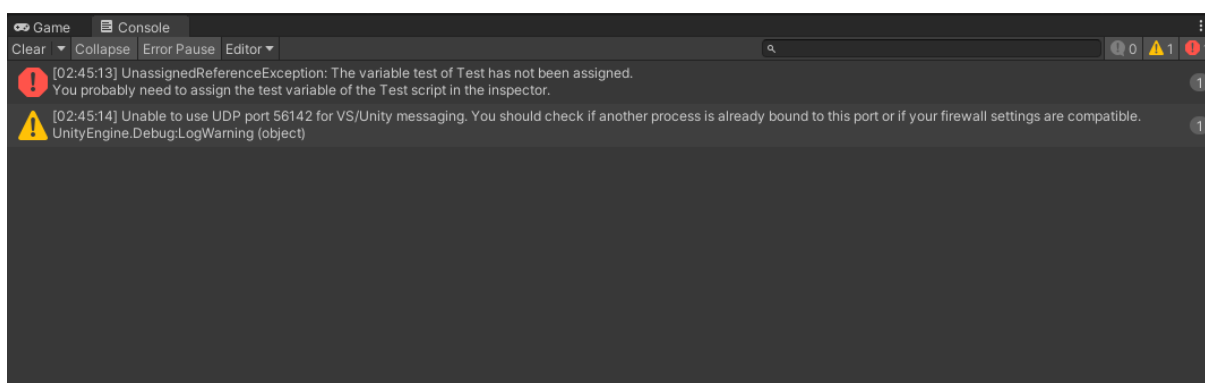 Game Console
Clear Collapse Error Pause Editor 0 1
[02:45:13] UnassignedReferenceException: The variable test of Test has not been assigned.
You probably need to assign the test variable of the Test script in the inspector.
1
[02:45:14] Unable to use UDP port 56142 for VS/Unity messaging. You should check if another process is already bound to this port or if your firewall settings are compatible.
UnityEngine.Debug:LogWarning (object)
1